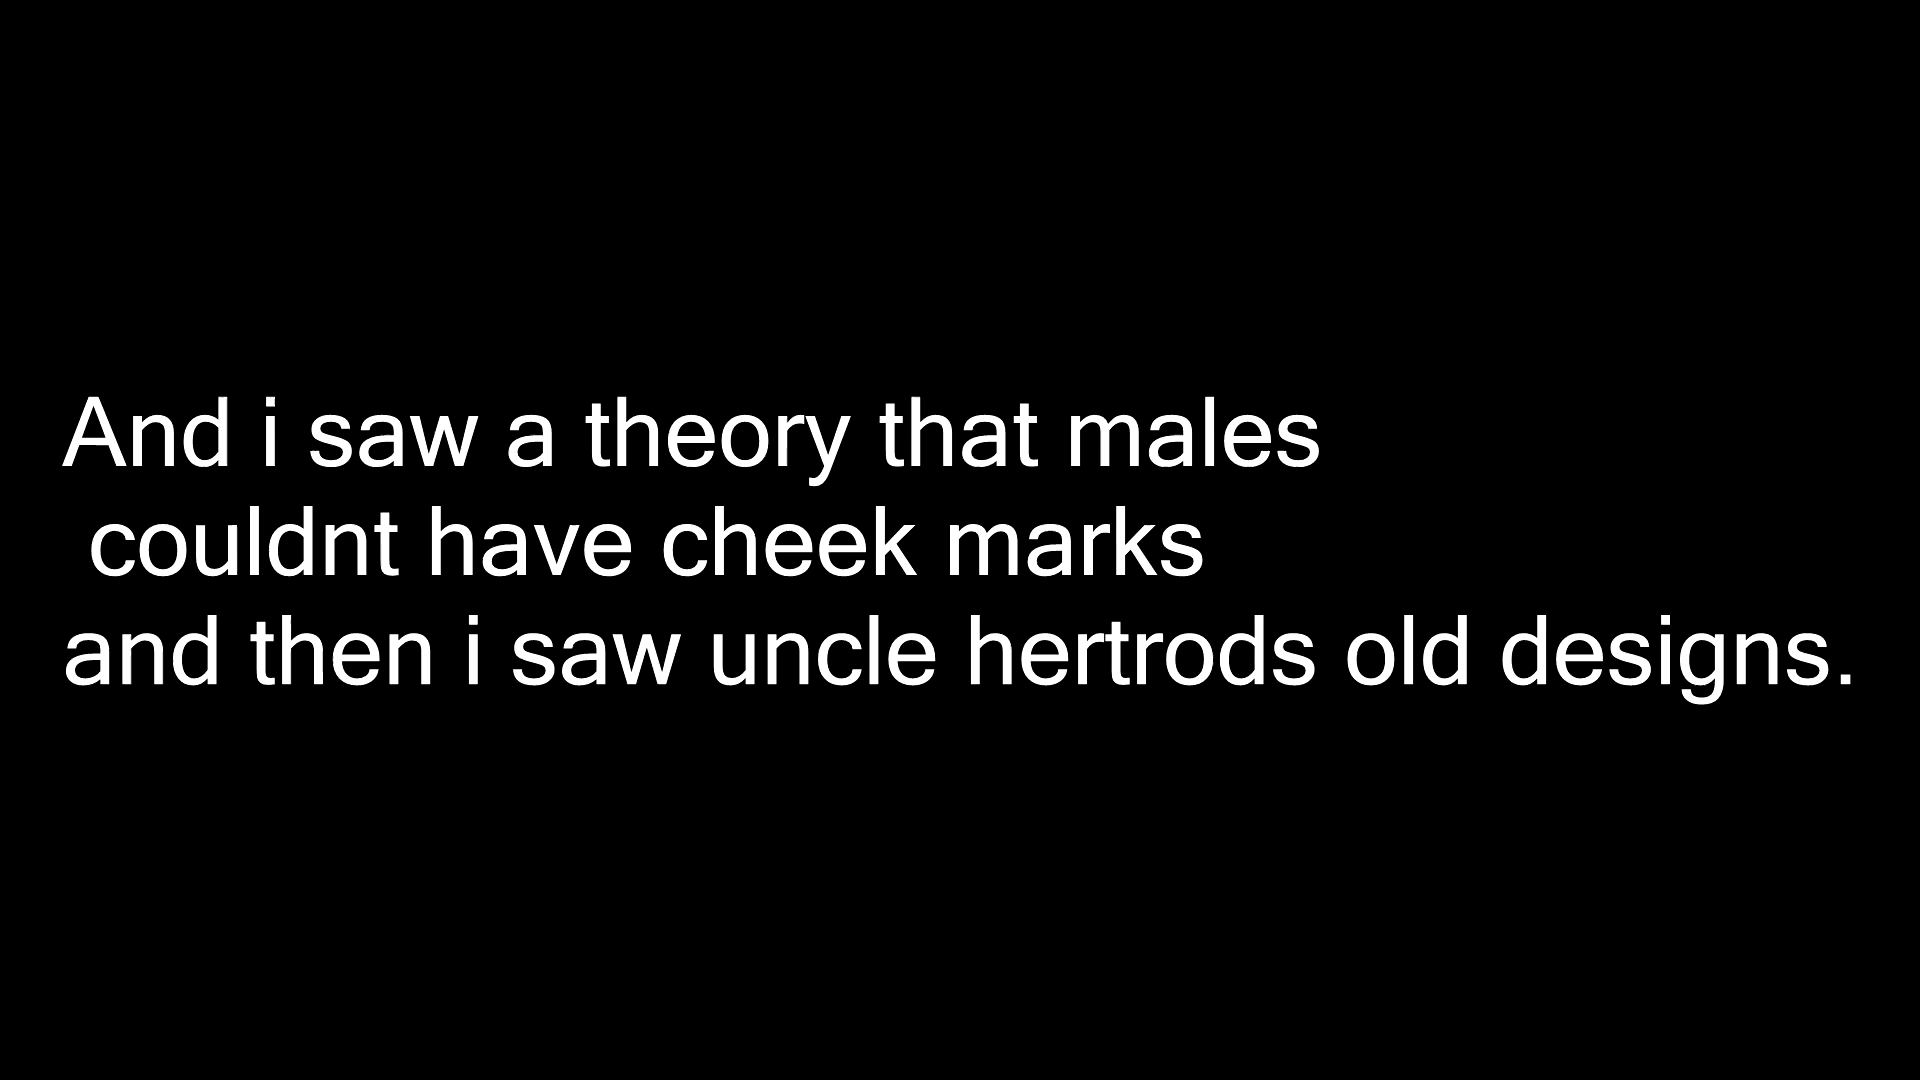 And i saw a theory that males
couldnt have cheek marks
and then i saw uncle hertrods old designs.